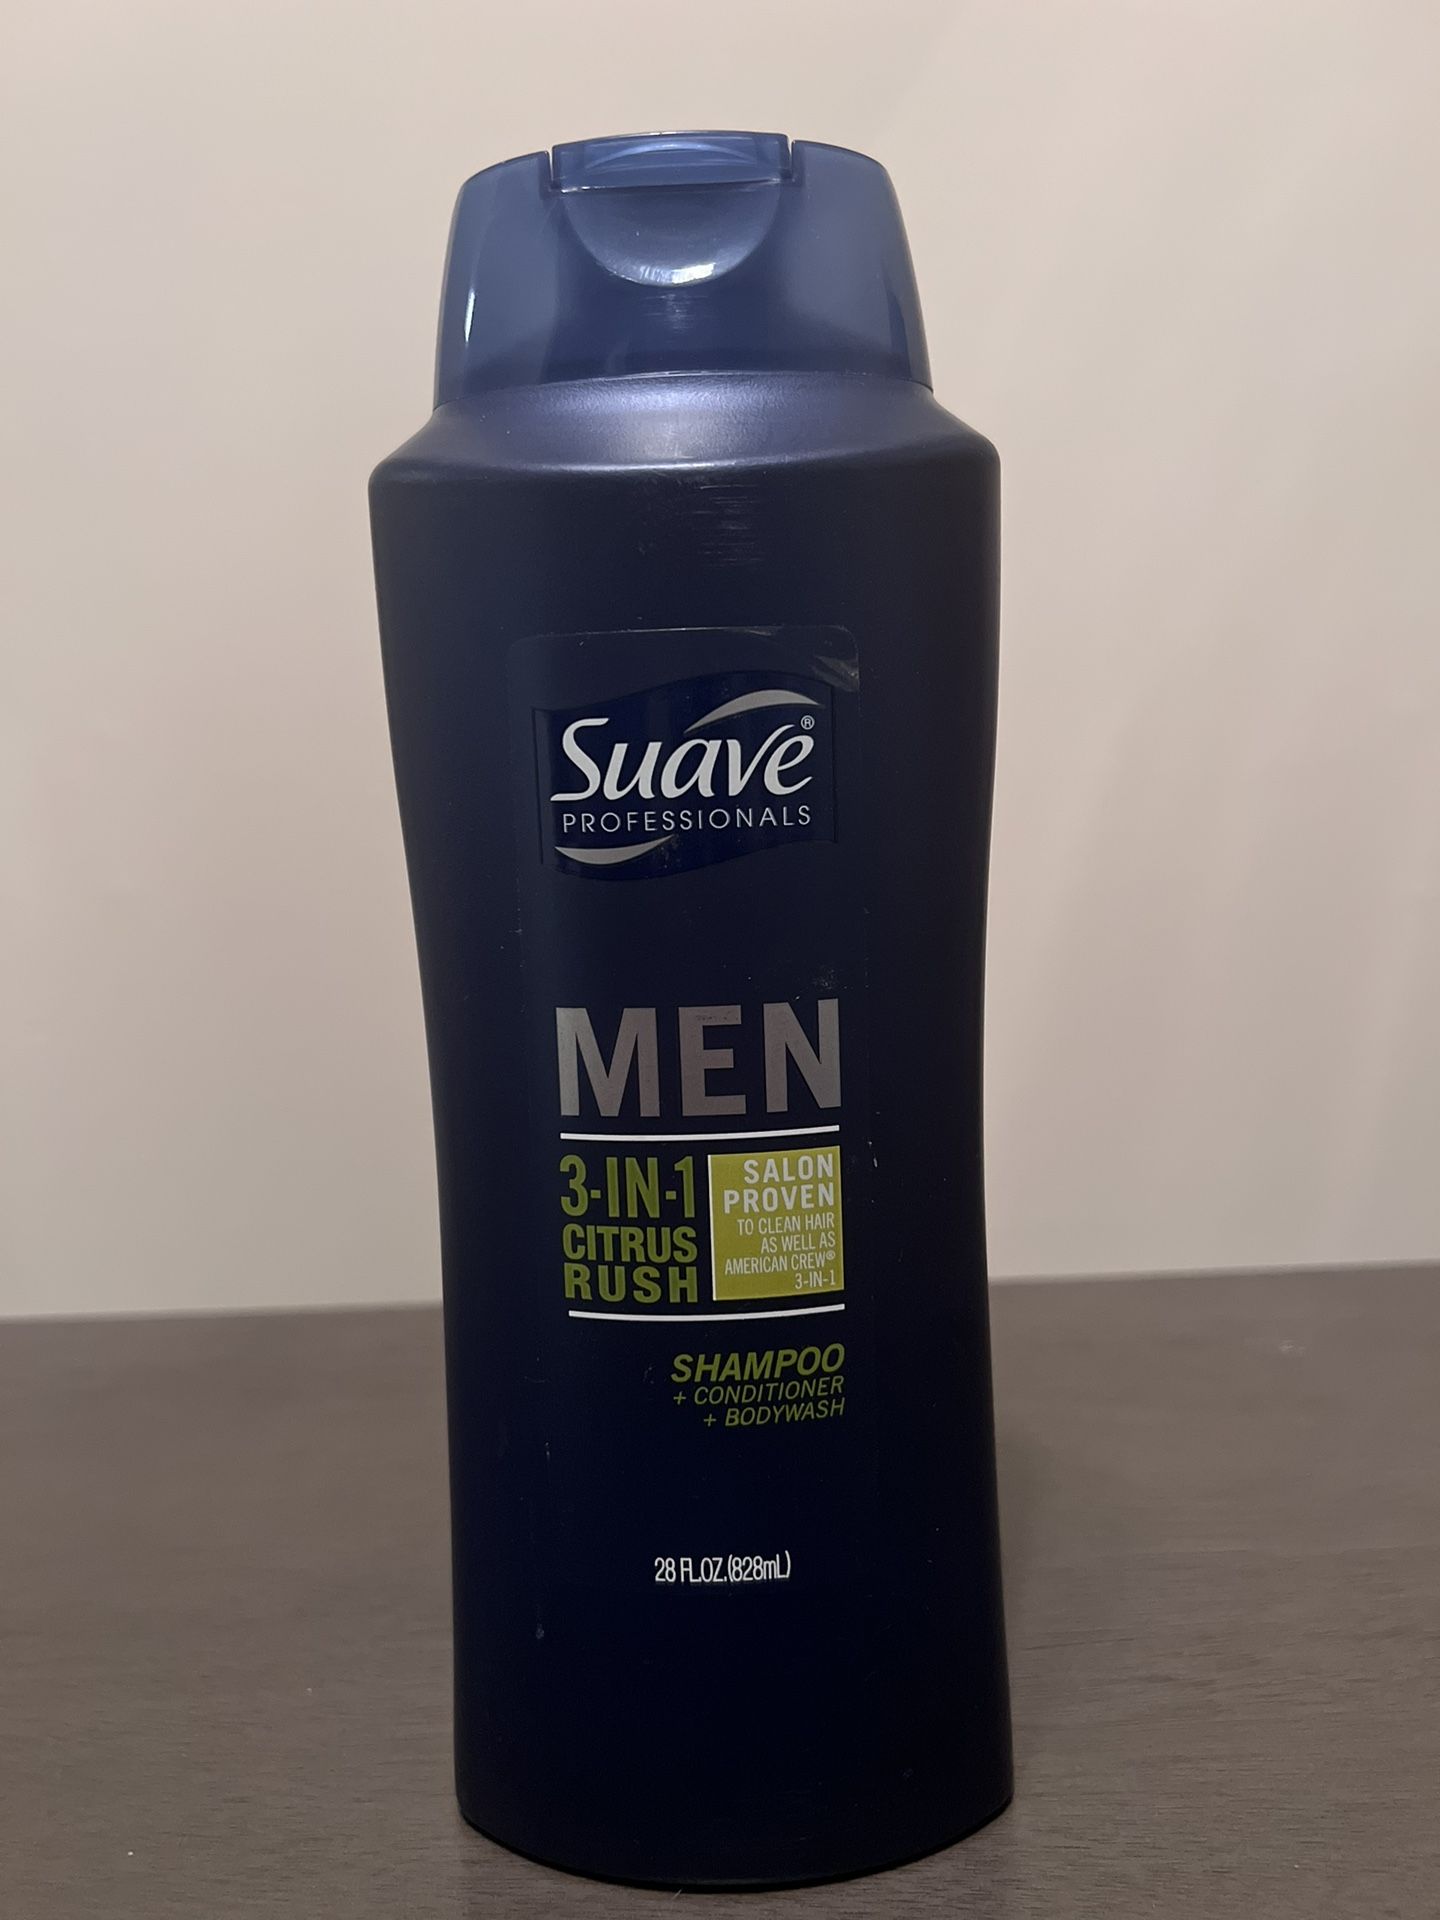 Suave®
PROFESSIONALS
MEN
3-IN-1
CITRUS
RUSH
SALON
PROVEN
TO CLEAN HAIR
AS WELL AS
AMERICAN CREW®
3-IN-1
SHAMPOO
+ CONDITIONER
+ BODYWASH
28 FL.OZ.(828mL)